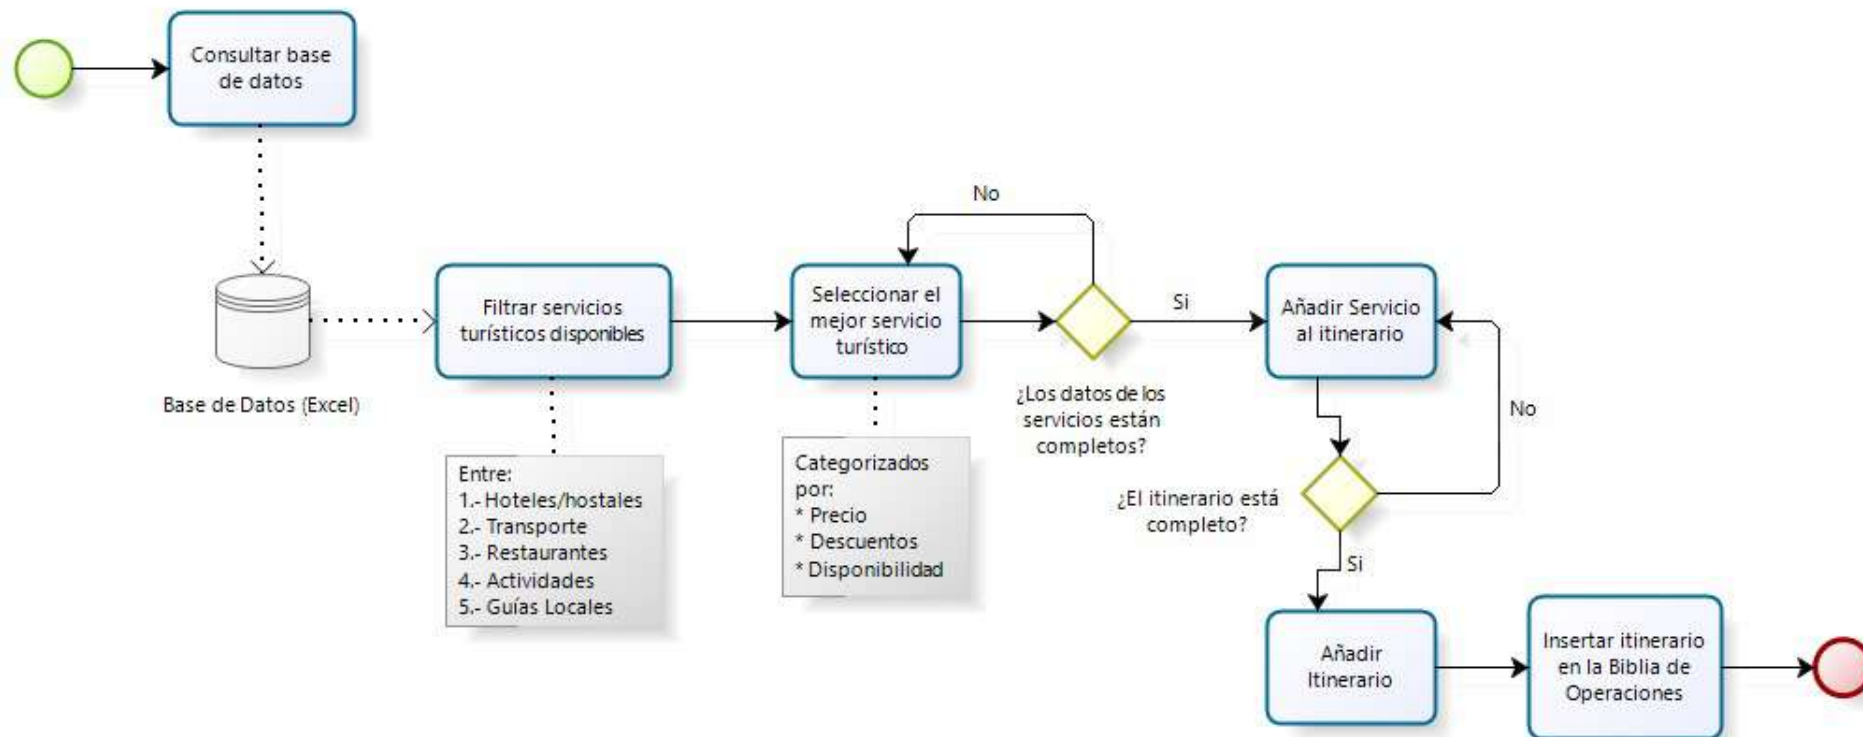 Consultar base
de datos
Base de Datos (Excel)
Filtrar servicios
turísticos disponibles
Entre:
1.- Hoteles/hostales
2.- Transporte
3.- Restaurantes
4.- Actividades
5.- Guías Locales
No
Seleccionar el
mejor servicio
turístico
Categorizados
por:
* Precio
* Descuentos
* Disponibilidad
¿Los datos de los
servicios están
completos?
Si
Añadir Servicio
al itinerario
No
¿El itinerario está
completo?
Si
Añadir
Itinerario
Insertar itinerario
en la Biblia de
Operaciones